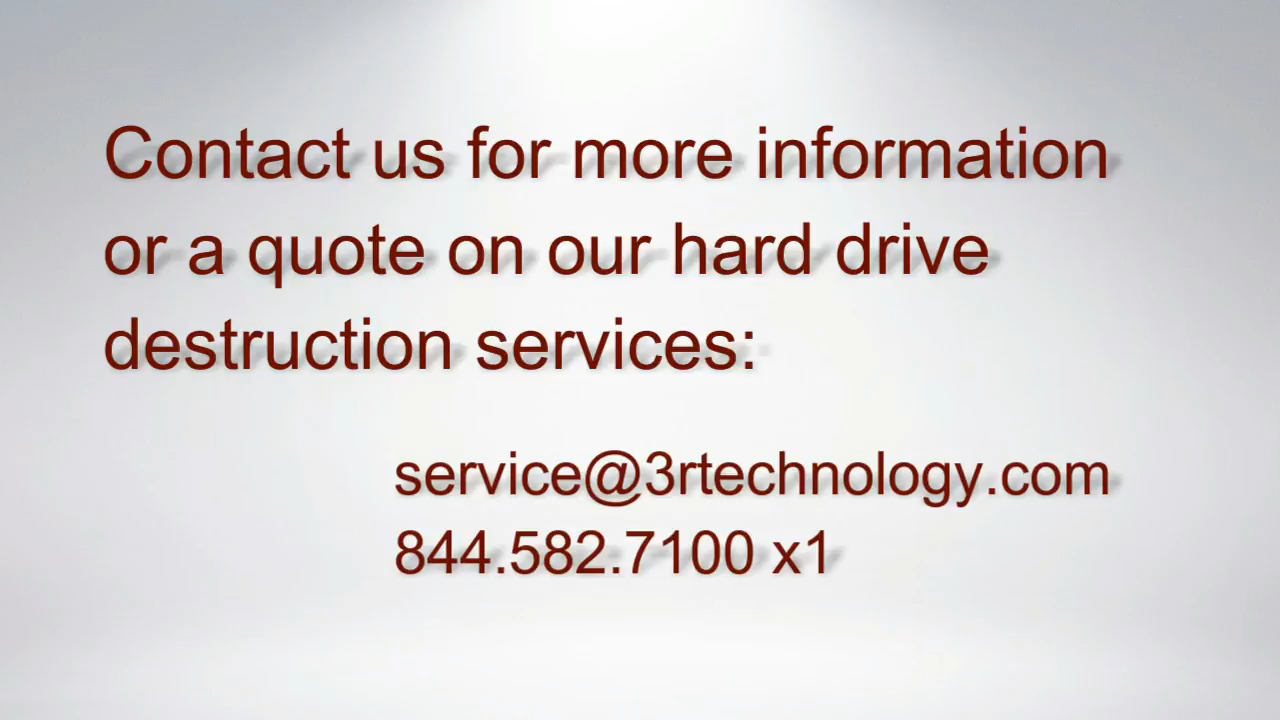 Contact us for more information
or a quote on our hard drive
destruction services:
service@3rtechnology.com
844.582.7100 x1